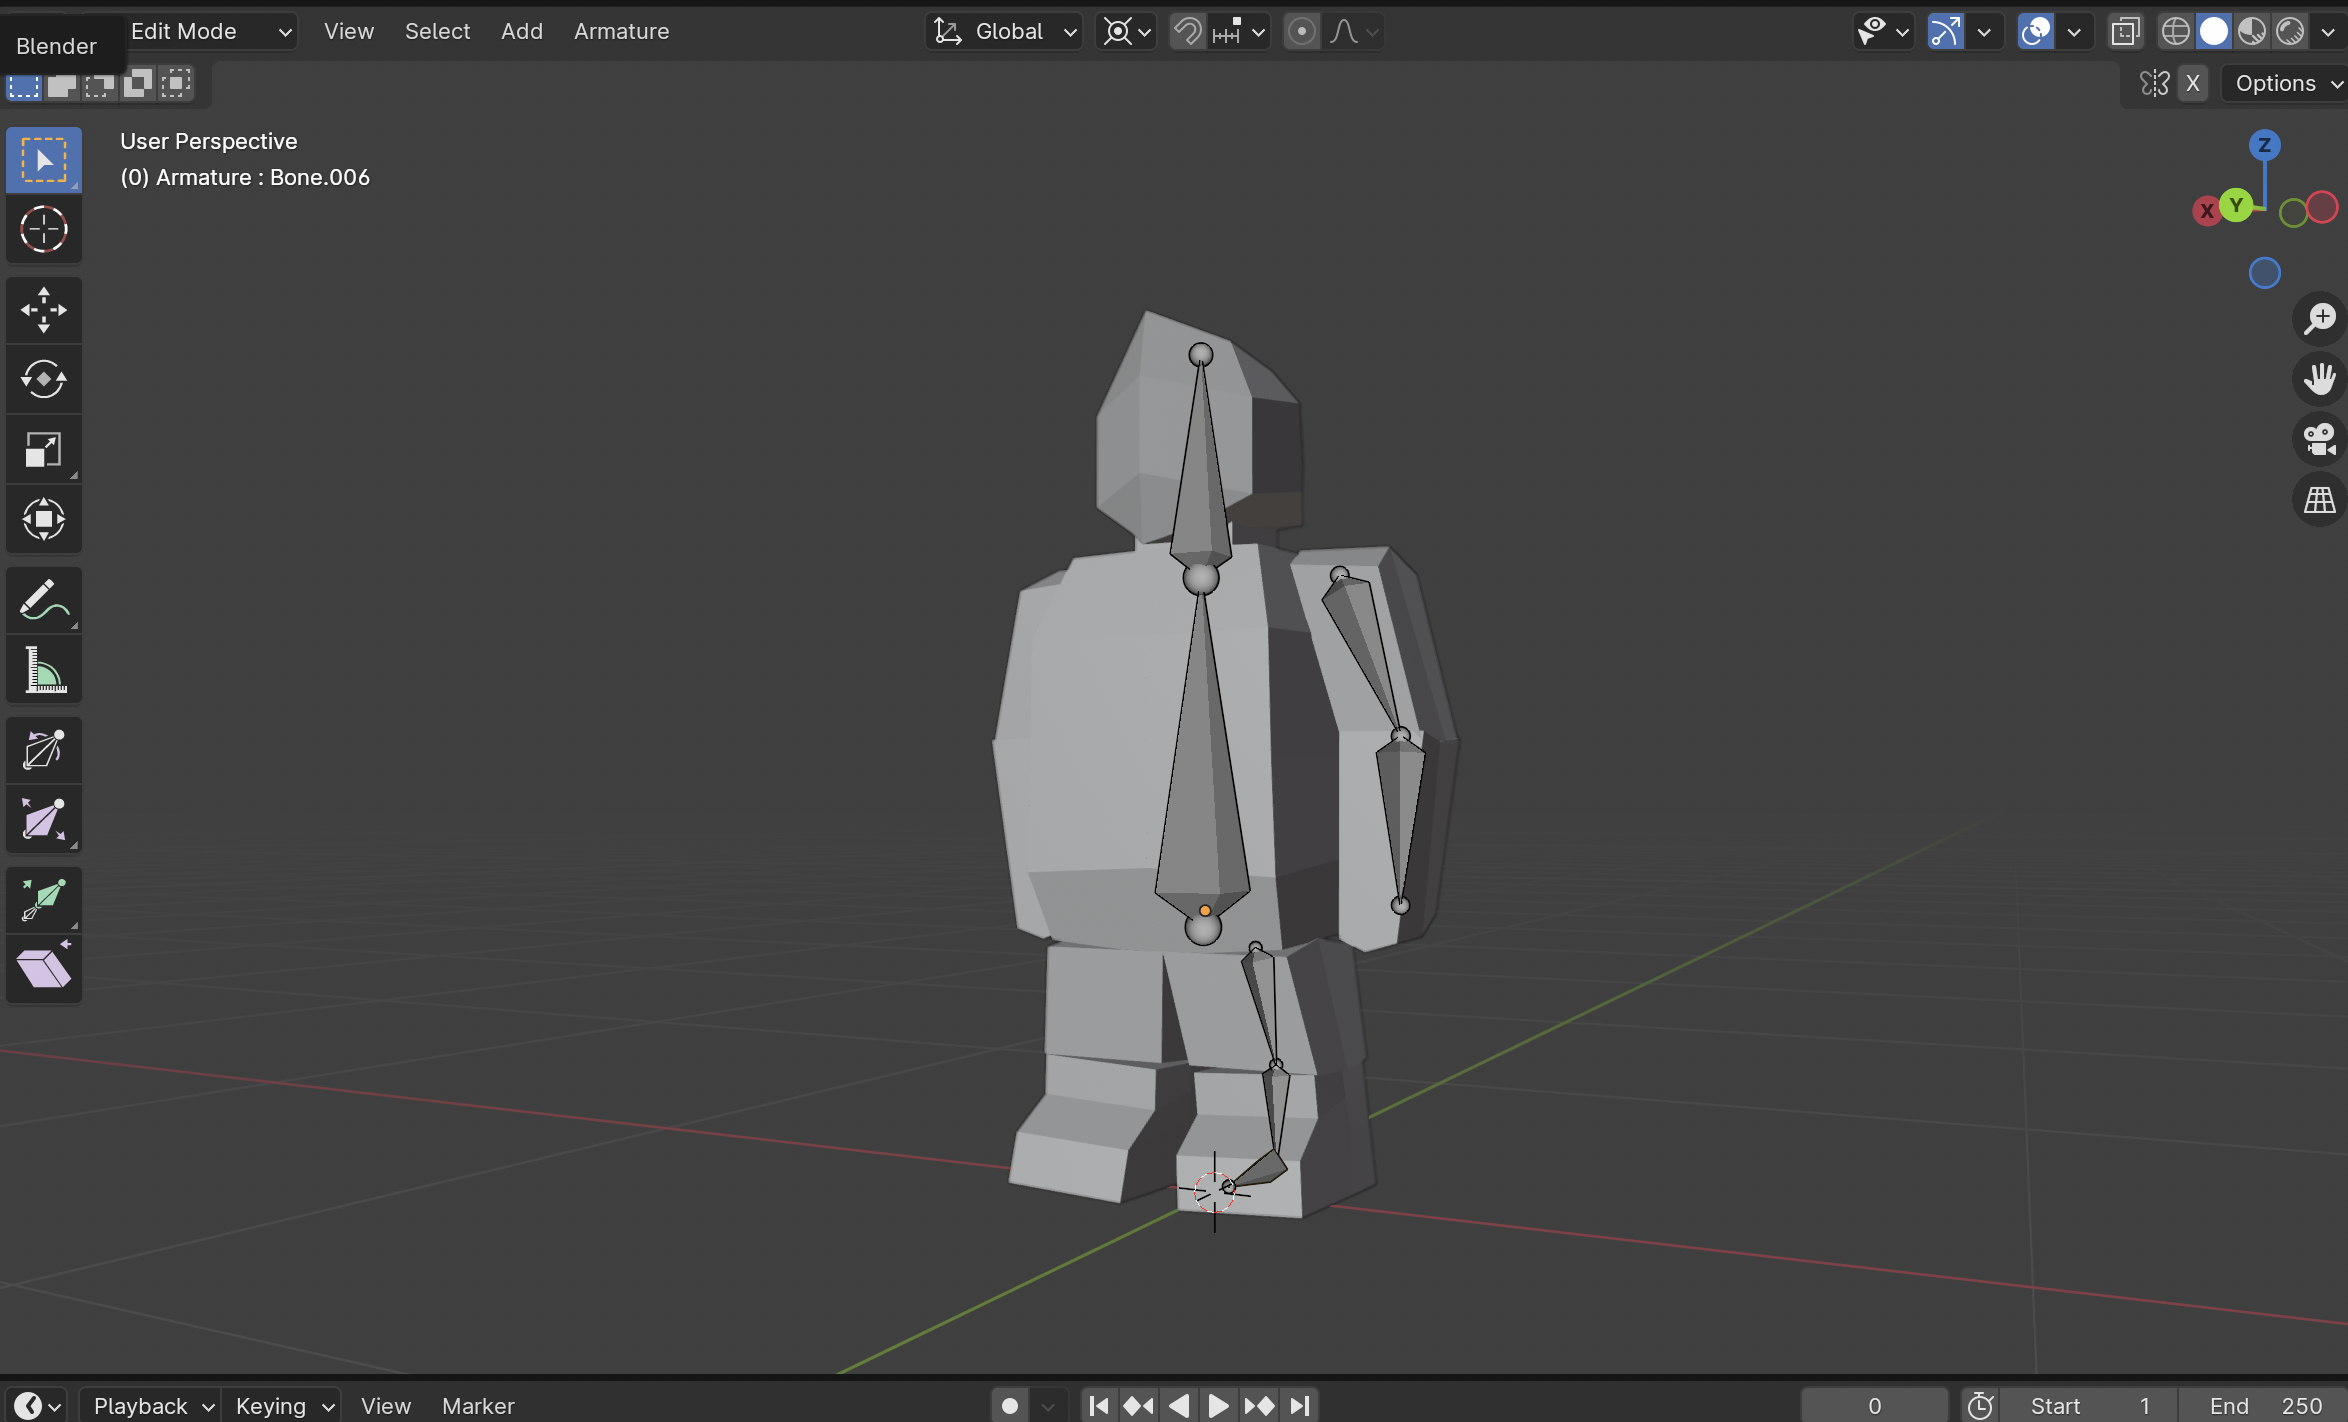 Blender
Edit Mode
View
Select
Add
Armature
Global
X
Options
User Perspective
(0) Armature : Bone.006
Z
X
Y
Playback
Keying
View
Marker
0
Start 1
End 250